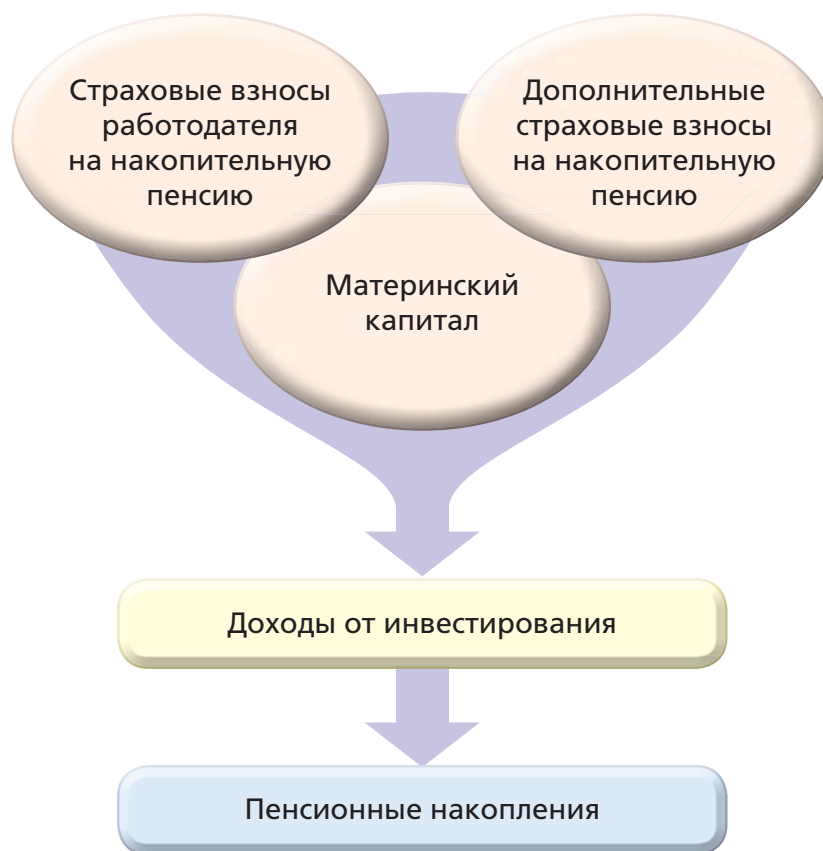 Страховые взносы
работодателя
на накопительную
пенсию
Дополнительные
страховые взносы
на накопительную
пенсию
Материнский
капитал
Доходы от инвестирования
Пенсионные накопления